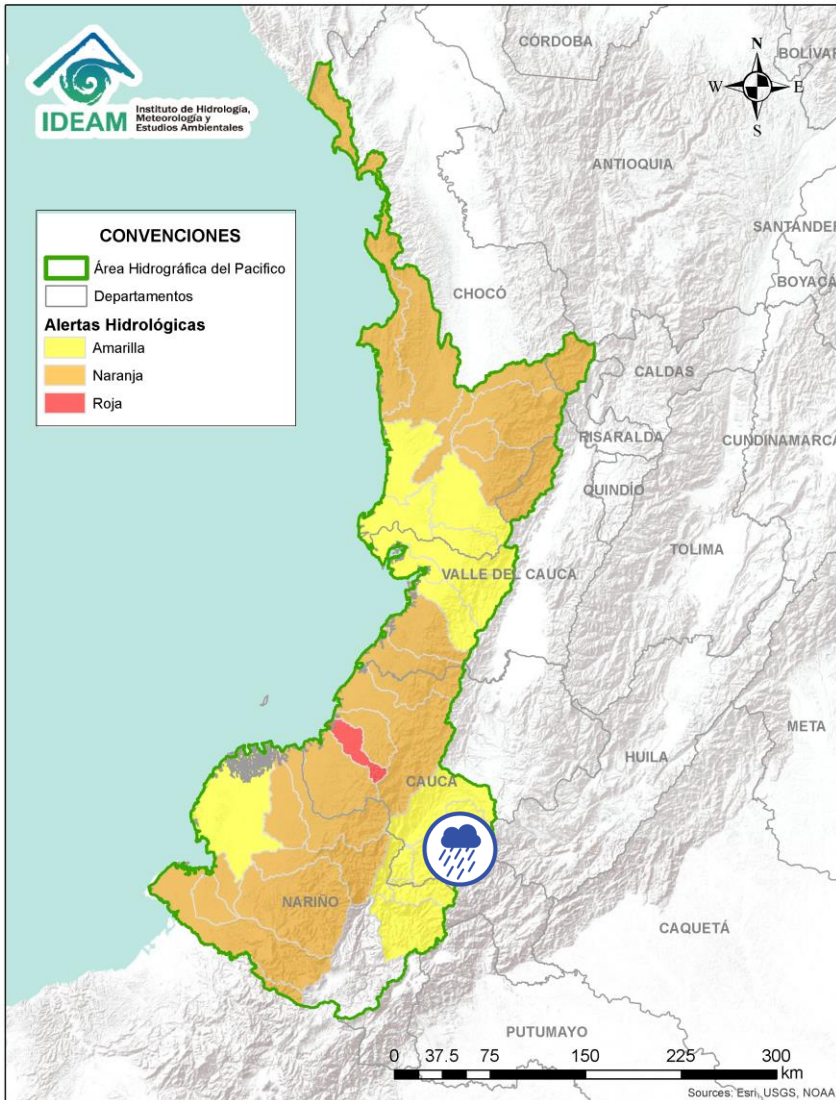 CÓRDOBA
BOLÍVAR
N
W
E
S
IDEAM
Instituto de Hidrología,
Meteorología y
Estudios Ambientales
ANTIOQUIA
SANTANDER
CONVENCIONES
Área Hidrográfica del Pacifico
Departamentos
Alertas Hidrológicas
Amarilla
Naranja
Roja
BOYACÁ
CHOCÓ
CALDAS
RISARALDA
CUNDINAMARCA
QUINDÍO
TOLIMA
VALLE DEL CAUCA
META
HUILA
CAUCA
NARIÑO
CAQUETÁ
PUTUMAYO
0 37.5 75 150 225 300
km
Sources: Esri, USGS, NOAA